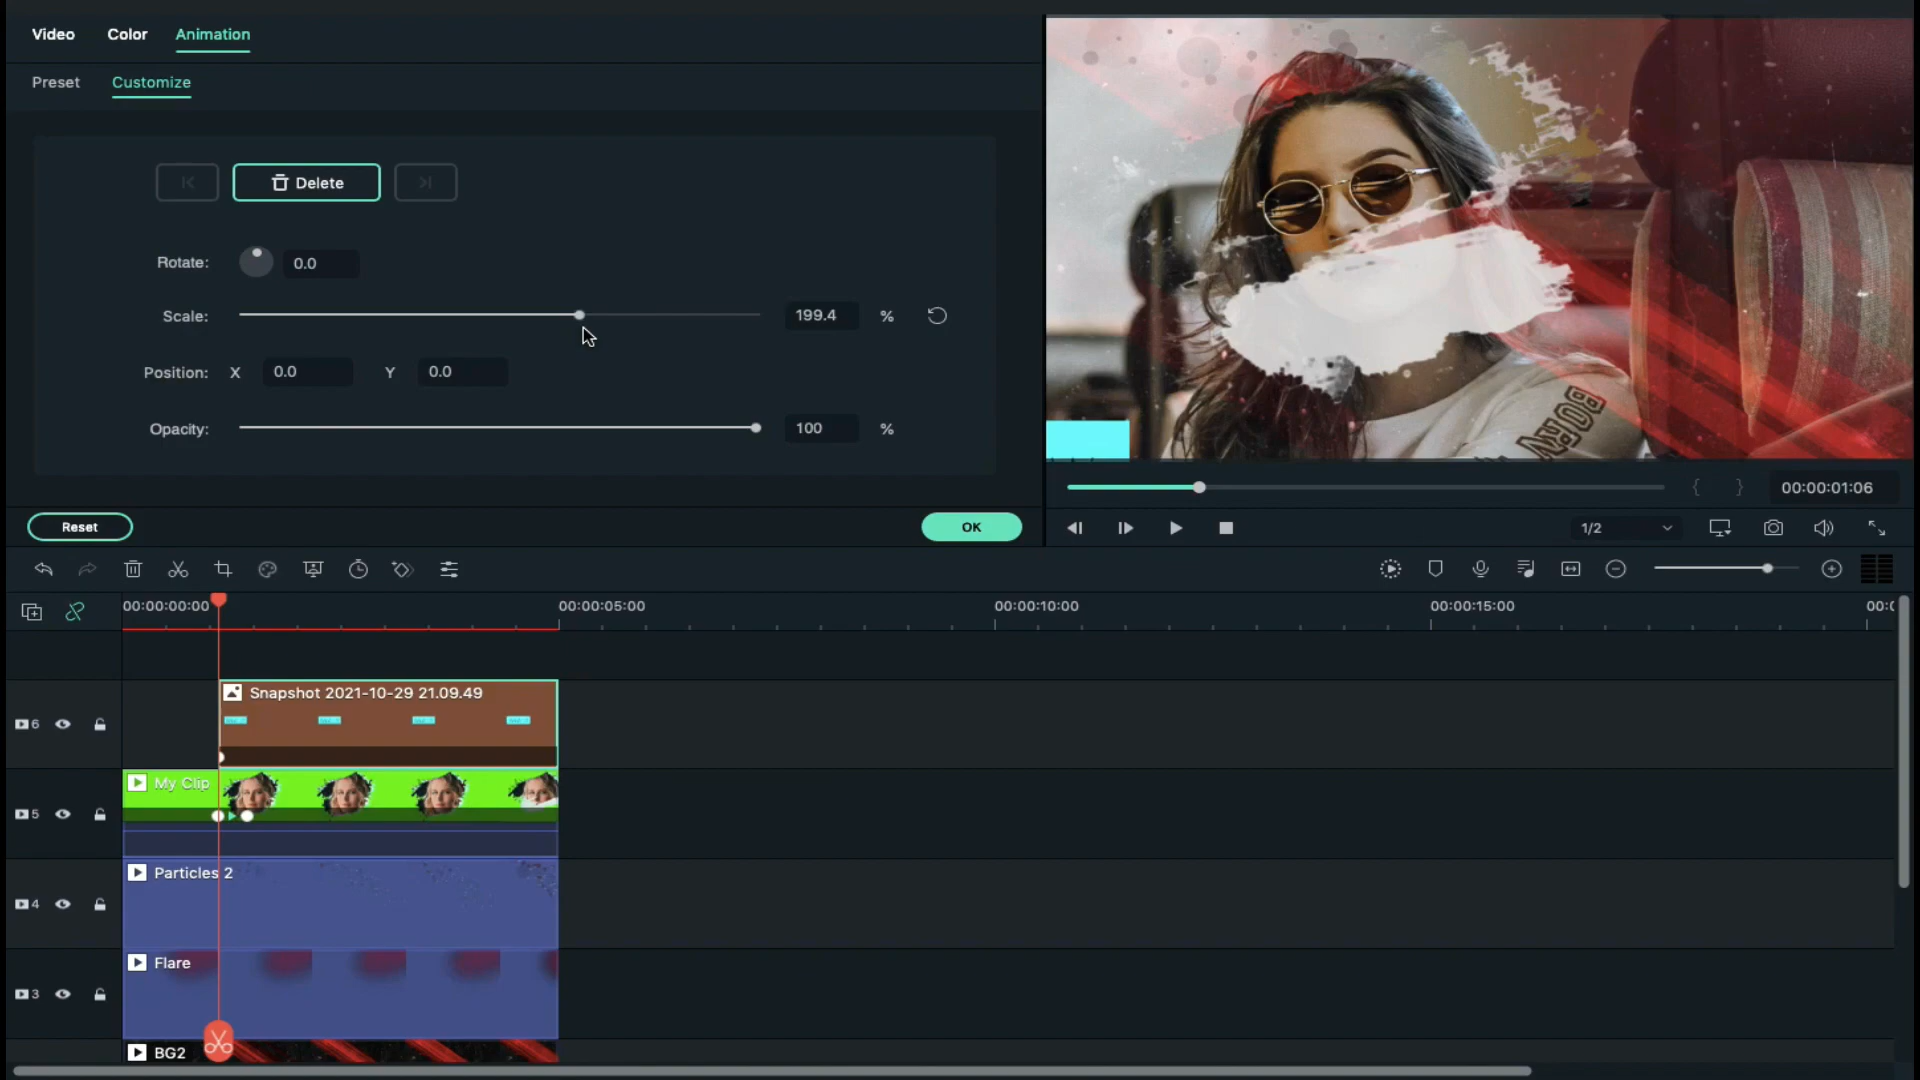 Video Color Animation
Preset Customize
Delete
Rotate: 0.0
Scale: 199.4 %
Position: X 0.0 Y 0.0
Opacity: 100 %
Reset OK
BORN
00:00:01:06
1/2
00:00:00:00 00:00:05:00 00:00:10:00 00:00:15:00 00:0
Snapshot 2021-10-29 21.09.49
6
My Clip
5
Particles 2
4
Flare
3
BG2